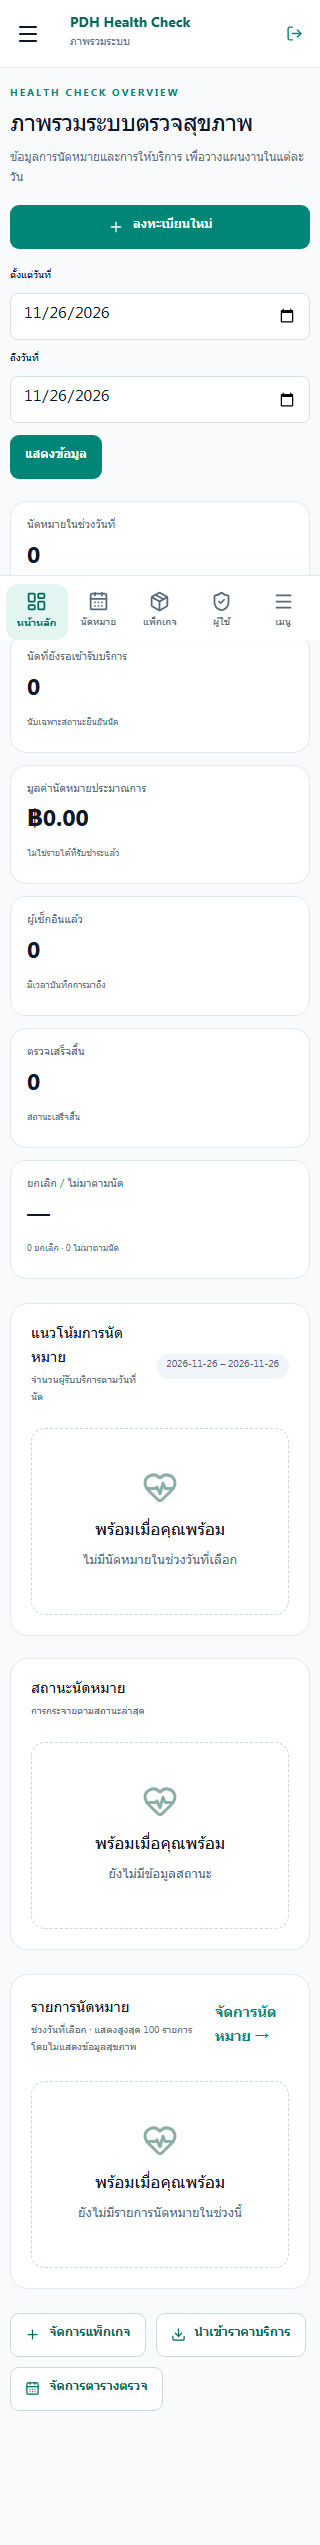 PDH Health Check
ภาพรวมระบบ
HEALTH CHECK OVERVIEW
ภาพรวมระบบตรวจสุขภาพ
ข้อมูลการนัดหมายและการให้บริการ เพื่อวางแผนงานในแต่ละ
วัน
ลงทะเบียนใหม่
ตั้งแต่วันที่
11/26/2026
ถึงวันที่
11/26/2026
แสดงข้อมูล
นัดหมายในช่วงวันที่
0
หน้าหลัก
นัดหมาย
แพ็กเกจ
ผู้ใช้
เมนู
นัดที่ยังรอเข้ารับบริการ
0
นับเฉพาะสถานะยืนยันนัด
มูลค่านัดหมายประมาณการ
฿0.00
ไม่ใช่รายได้ที่รับชำระแล้ว
ผู้เช็กอินแล้ว
0
มีเวลาบันทึกการมาถึง
ตรวจเสร็จสิ้น
0
สถานะเสร็จสิ้น
ยกเลิก / ไม่มาตามนัด
—
0 ยกเลิก · 0 ไม่มาตามนัด
แนวโน้มการนัด
หมาย
จำนวนผู้รับบริการตามวันที่
นัด
2026-11-26 – 2026-11-26
พร้อมเมื่อคุณพร้อม
ไม่มีนัดหมายในช่วงวันที่เลือก
สถานะนัดหมาย
การกระจายตามสถานะล่าสุด
พร้อมเมื่อคุณพร้อม
ยังไม่มีข้อมูลสถานะ
รายการนัดหมาย
ช่วงวันที่เลือก · แสดงสูงสุด 100 รายการ
โดยไม่แสดงข้อมูลสุขภาพ
จัดการนัด
หมาย →
พร้อมเมื่อคุณพร้อม
ยังไม่มีรายการนัดหมายในช่วงนี้
จัดการแพ็กเกจ
นำเข้าราคาบริการ
จัดการตารางตรวจ